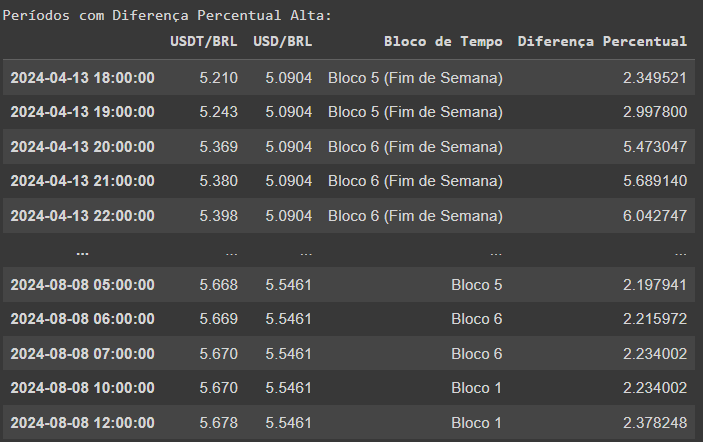 Períodos com Diferença Percentual Alta:
USDT/BRL USD/BRL Bloco de Tempo Diferença Percentual
2024-04-13 18:00:00 5.210 5.0904 Bloco 5 (Fim de Semana) 2.349521
2024-04-13 19:00:00 5.243 5.0904 Bloco 5 (Fim de Semana) 2.997800
2024-04-13 20:00:00 5.369 5.0904 Bloco 6 (Fim de Semana) 5.473047
2024-04-13 21:00:00 5.380 5.0904 Bloco 6 (Fim de Semana) 5.689140
2024-04-13 22:00:00 5.398 5.0904 Bloco 6 (Fim de Semana) 6.042747
... ... ... ... ...
2024-08-08 05:00:00 5.668 5.5461 Bloco 5 2.197941
2024-08-08 06:00:00 5.669 5.5461 Bloco 6 2.215972
2024-08-08 07:00:00 5.670 5.5461 Bloco 6 2.234002
2024-08-08 10:00:00 5.670 5.5461 Bloco 1 2.234002
2024-08-08 12:00:00 5.678 5.5461 Bloco 1 2.378248